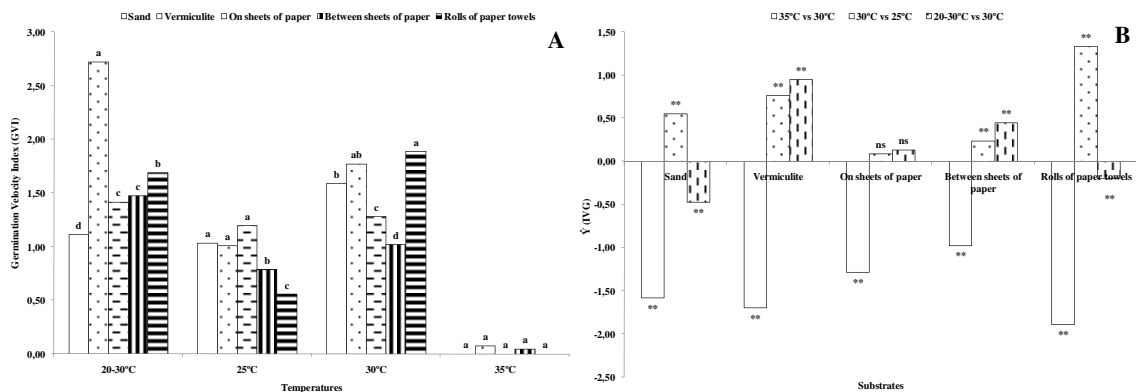 Sand Vermiculite On sheets of paper Between sheets of paper Rolls of paper towels
A
Germination Velocity Index (GVI)
3,00
2,50
2,00
1,50
1,00
0,50
0,00
d a c c b
a a a b c
b ab c d a
a a a a a
20-30ºC 25ºC 30ºC 35ºC
Temperatures
35ºC vs 30ºC 30ºC vs 25ºC 20-30ºC vs 30ºC
B
Ŷ (IVG)
1,50
1,00
0,50
0,00
-0,50
-1,00
-1,50
-2,00
-2,50
** ** **
** ** **
** ns ns
** ** **
** ** **
Sand Vermiculite On sheets of paper Between sheets of paper Rolls of paper towels
Substrates